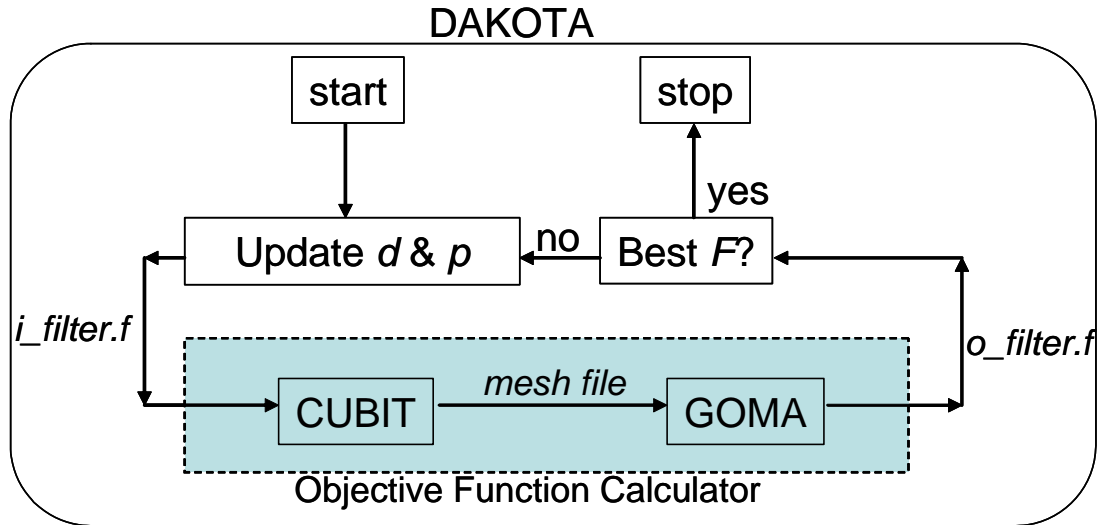 DAKOTA
start
stop
yes
Update d & p
no
Best F?
i_filter.f
o_filter.f
mesh file
CUBIT
GOMA
Objective Function Calculator